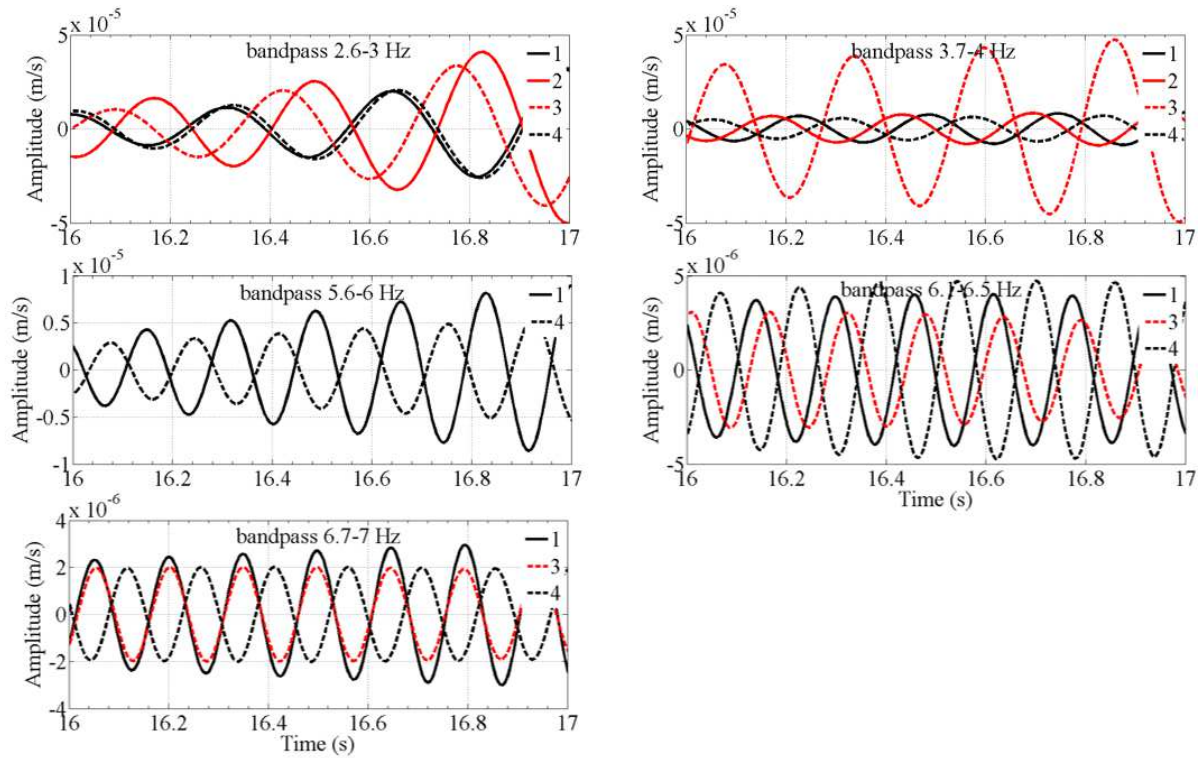 x 10⁻⁵
bandpass 2.6-3 Hz
Amplitude (m/s)
5
0
-5
16 16.2 16.4 16.6 16.8 17
1
2
3
4
x 10⁻⁵
bandpass 3.7-4 Hz
Amplitude (m/s)
5
0
-5
16 16.2 16.4 16.6 16.8 17
1
2
3
4
x 10⁻⁵
bandpass 5.6-6 Hz
Amplitude (m/s)
1
0.5
0
-0.5
-1
16 16.2 16.4 16.6 16.8 17
1
4
x 10⁻⁶
bandpass 6.1-6.5 Hz
Amplitude (m/s)
5
0
-5
16 16.2 16.4 16.6 16.8 17
Time (s)
1
3
4
x 10⁻⁶
bandpass 6.7-7 Hz
Amplitude (m/s)
4
2
0
-2
-4
16 16.2 16.4 16.6 16.8 17
Time (s)
1
3
4